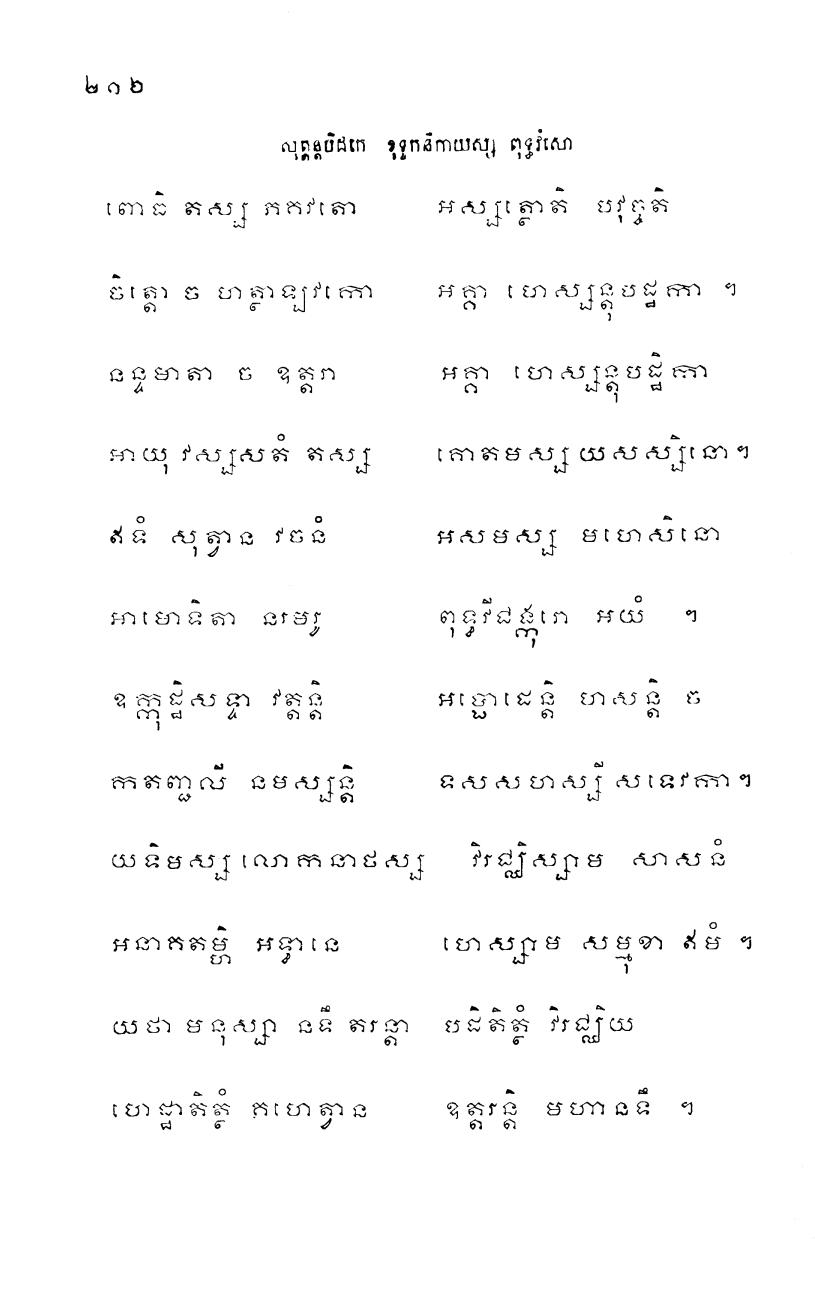 ២១៦
សុត្តន្តបិដកេ ខុទ្ទកនិកាយស្ស ពុទ្ធវំសោ
ពោធិ តស្ស ភគវតោ អស្សត្ថោតិ បវុច្ចតិ
ចិត្តោ ច ហត្ថាឡ្បវកោ អគ្គា ហេស្សន្តុបដ្ឋកា ។
នន្ទមាតា ច ឧត្តរា អគ្គា ហេស្សន្តុបដ្ឋិកា
អាយុ វស្សសតំ តស្ស គោតមស្ស យសស្សិនោ។
ឥទំ សុត្វាន វចនំ អសមស្ស មហេសិនោ
អាមោទិតា នរមរូ ពុទ្ធវីជង្កុរោ អយំ ។
ឧក្កុដ្ឋិសទ្ទា វត្តន្តិ អប្ផោដេន្តិ ហសន្តិ ច
កតញ្ជលី នមស្សន្តិ ទសសហស្សី សទេវកា។
យទិមស្ស លោកនាថស្ស វិរជ្ឈិស្សាម សាសនំ
អនាគតម្ហិ អទ្ធានេ ហេស្សាម សម្មុខា ឥមំ ។
យថា មនុស្សា នទឹ តរន្តា បដិតិត្ថំ វិរជ្ឈិយ
ហេដ្ឋាតិត្ថំ គហេត្វាន ឧត្តរន្តិ មហានទឹ ។